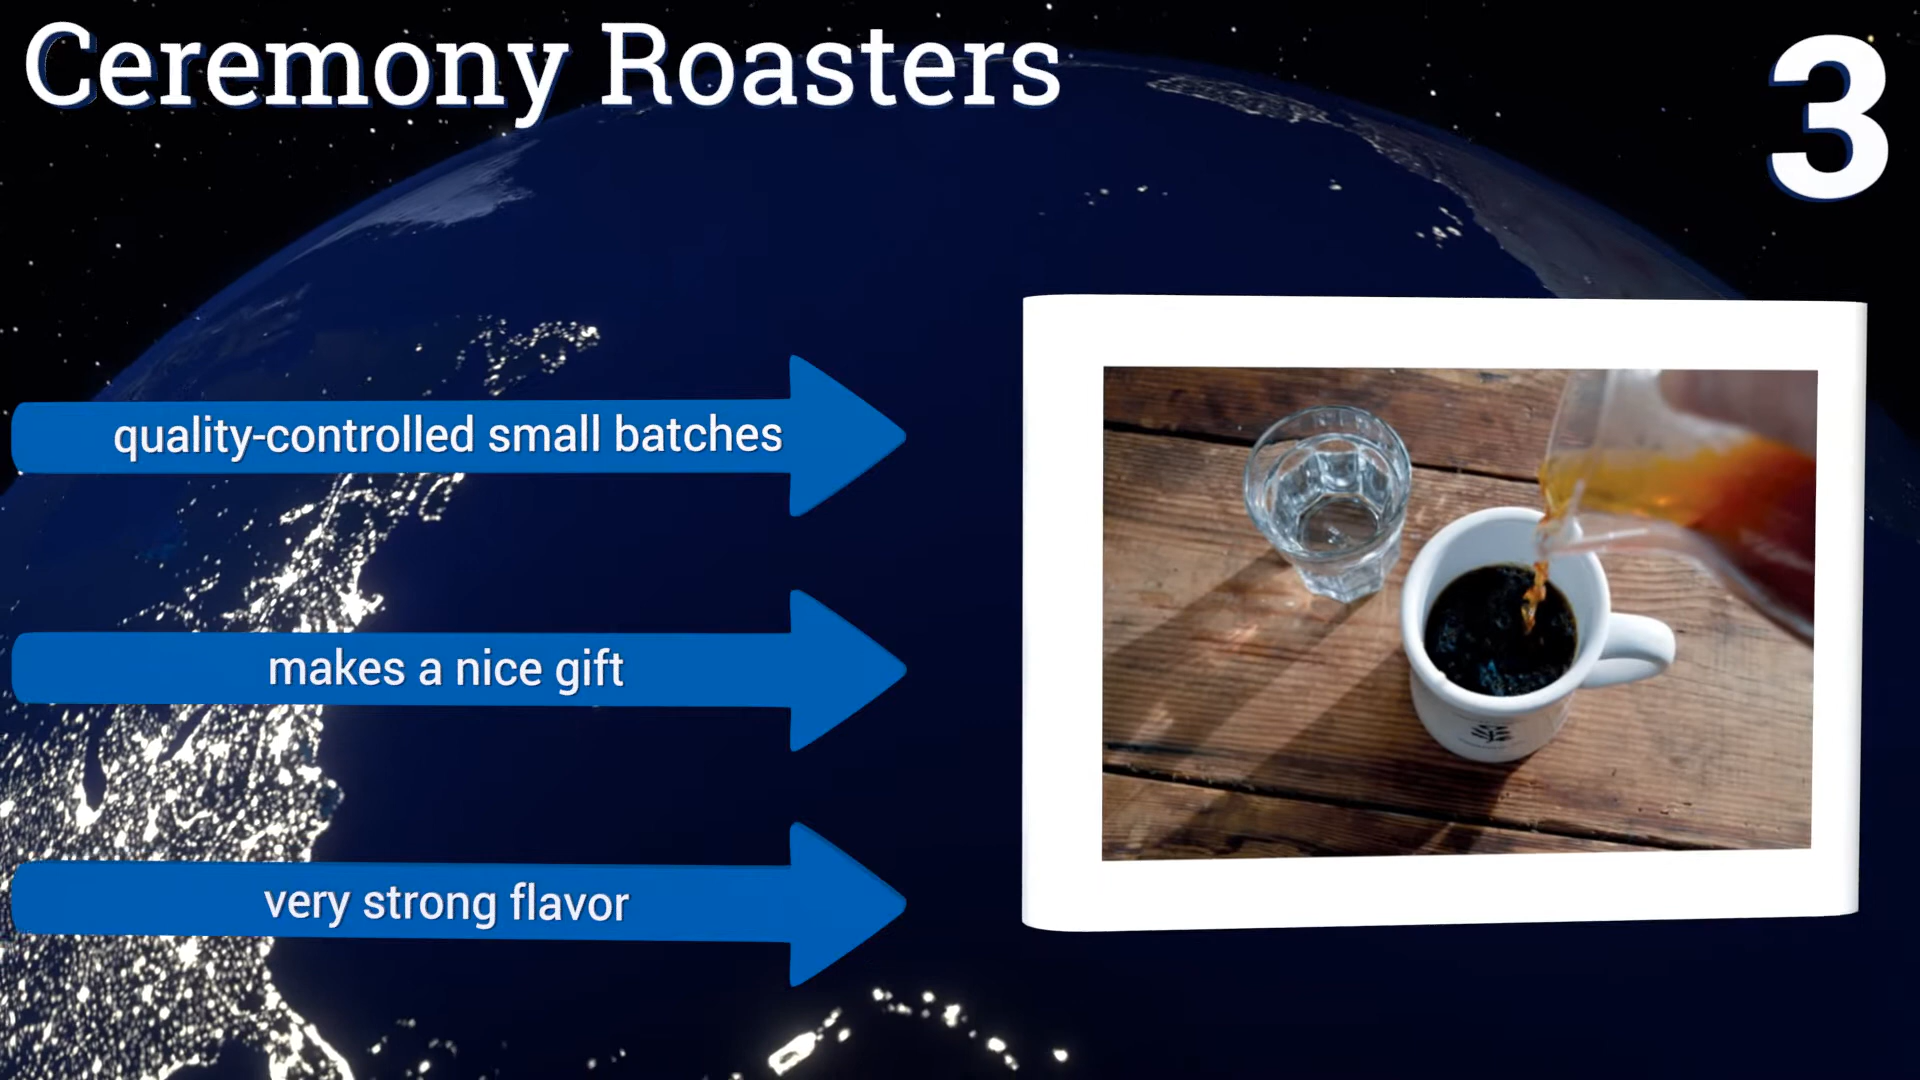 Ceremony Roasters
3
quality-controlled small batches
makes a nice gift
very strong flavor